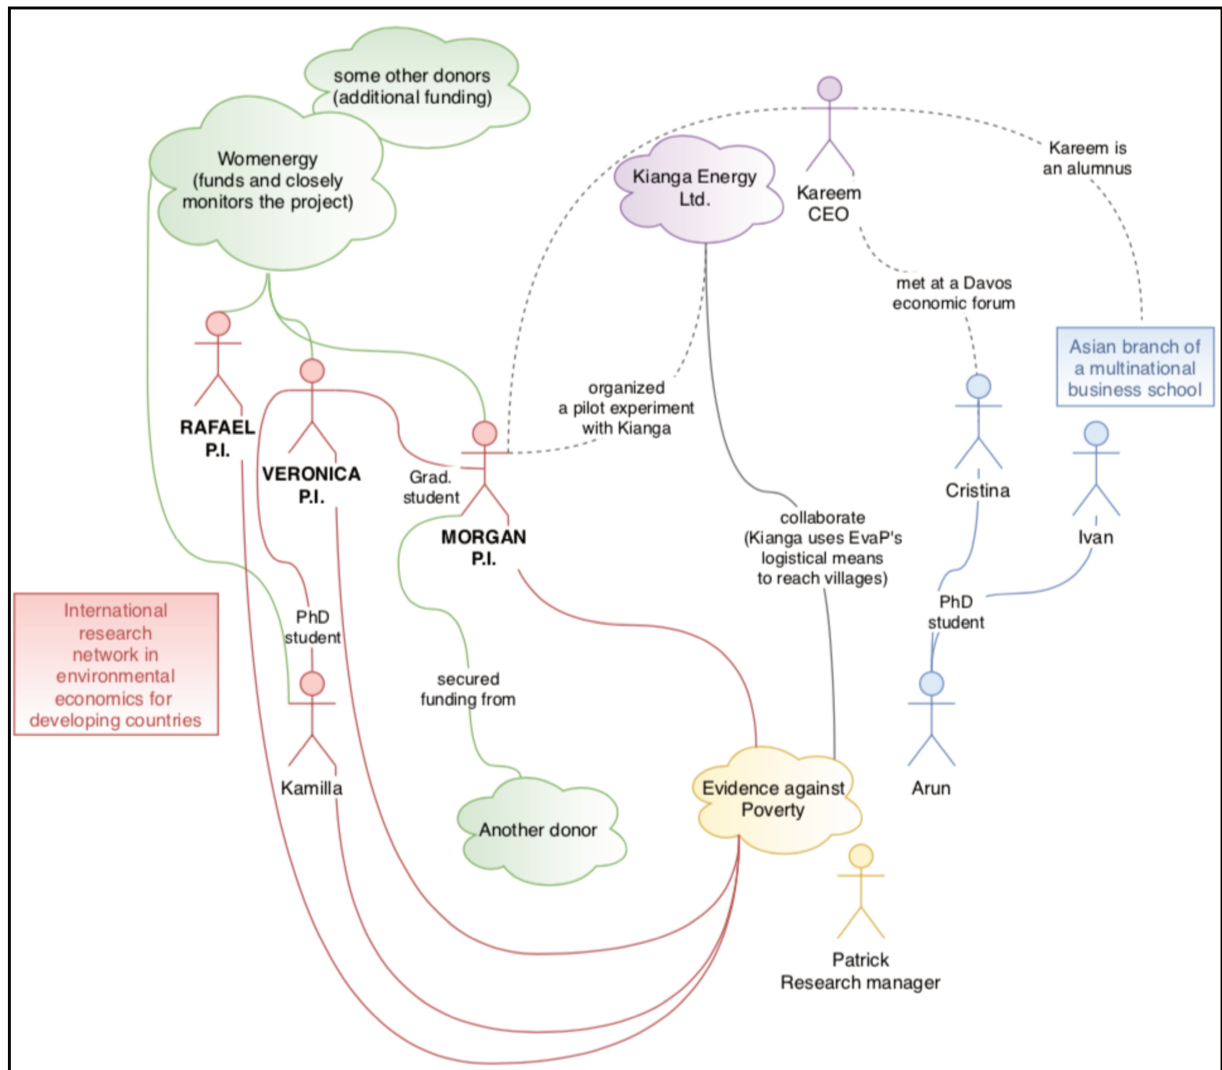 some other donors
(additional funding)
Womenergy
(funds and closely
monitors the project)
Kianga Energy
Ltd.
Kareem
CEO
Kareem is
an alumnus
met at a Davos
economic forum
Asian branch of
a multinational
business school
organized
a pilot experiment
with Kianga
RAFAEL
P.I.
VERONICA
P.I.
Grad.
student
MORGAN
P.I.
Cristina
Ivan
collaborate
(Kianga uses EvaP's
logistical means
to reach villages)
PhD
student
International
research
network in
environmental
economics for
developing countries
PhD
student
secured
funding from
Kamilla
Another donor
Evidence against
Poverty
Arun
Patrick
Research manager